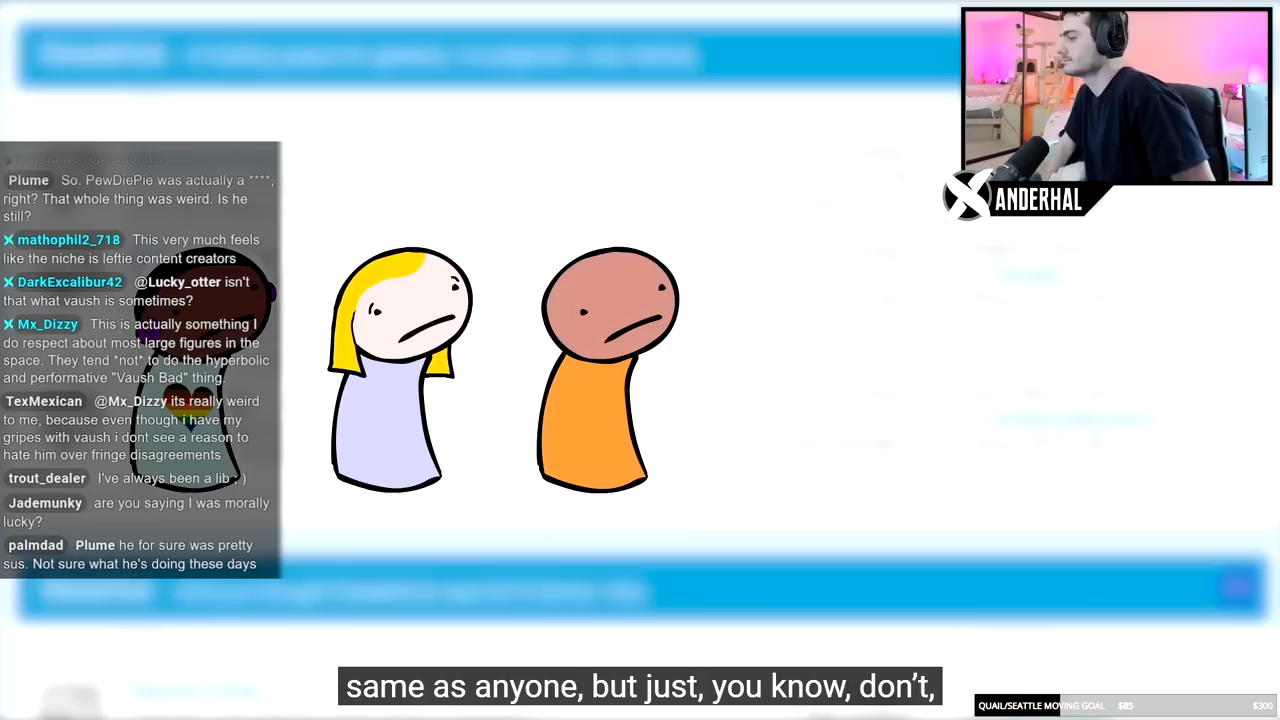 Plume So. PewDiePie was actually a ****,
right? That whole thing was weird. Is he
still?
mathophil2_718 This very much feels
like the niche is leftie content creators
DarkExcalibur42 @Lucky_otter isn't
that what vaush is sometimes?
Mx_Dizzy This is actually something I
do respect about most large figures in the
space. They tend *not* to do the hyperbolic
and performative "Vaush Bad" thing.
TexMexican @Mx_Dizzy its really weird
to me, because even though i have my
gripes with vaush i dont see a reason to
hate him over fringe disagreements
trout_dealer I've always been a lib ; )
Jademunky are you saying I was morally
lucky?
palmdad Plume he for sure was pretty
sus. Not sure what he's doing these days
XANDERHAL
same as anyone, but just, you know, don't,
QUAIL/SEATTLE MOVING GOAL $85 $300